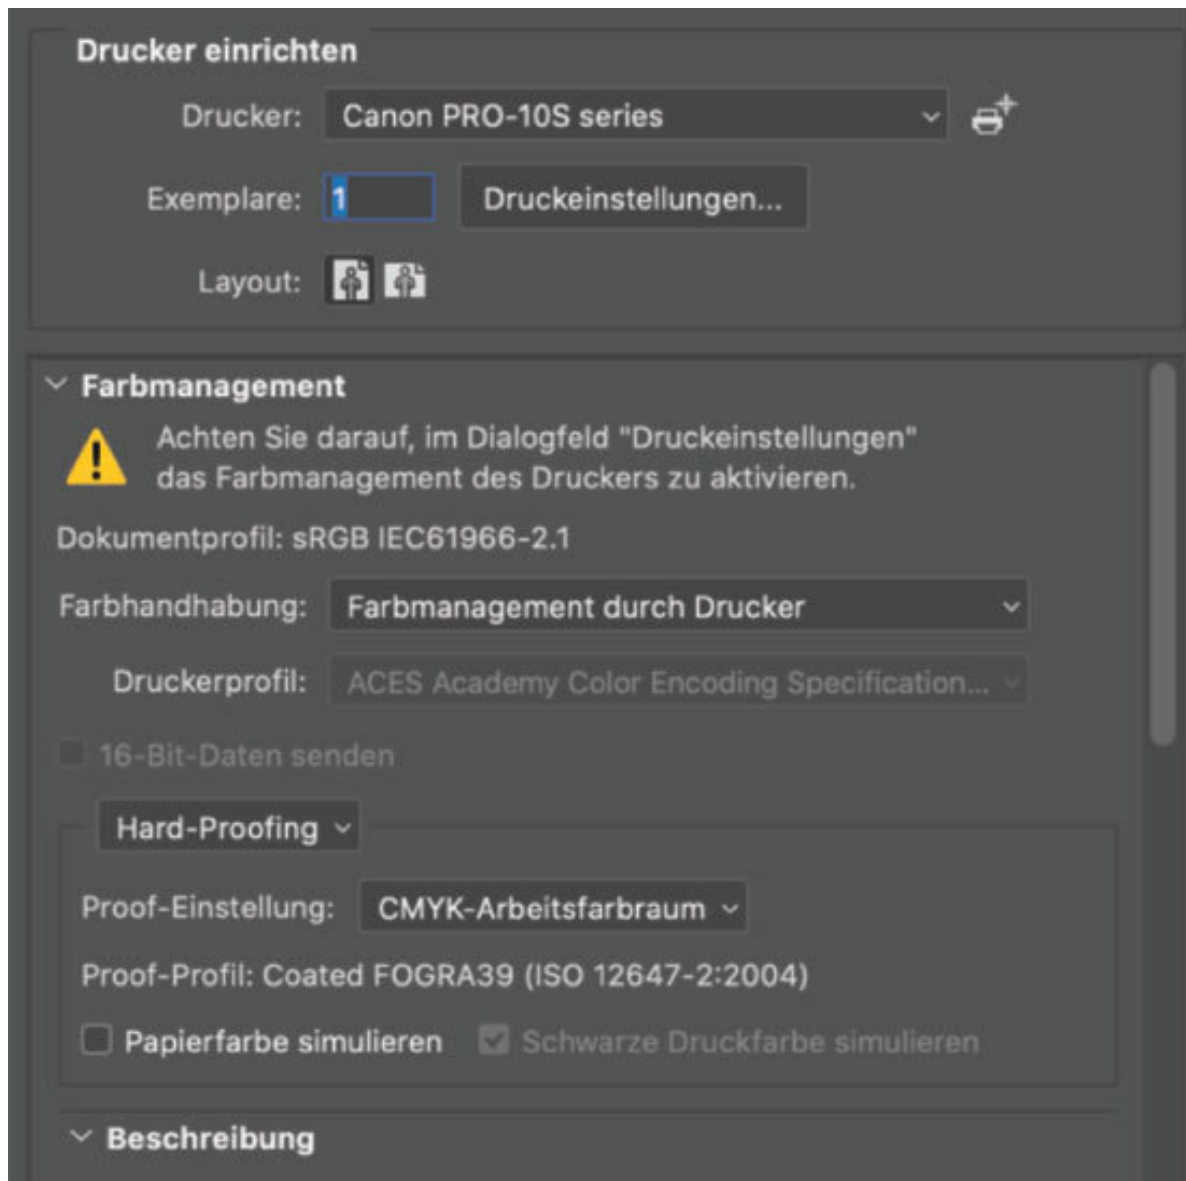 Drucker einrichten
Drucker: Canon PRO-10S series
Exemplare: 1 Druckeinstellungen...
Layout:
Farbmanagement
Achten Sie darauf, im Dialogfeld "Druckeinstellungen"
das Farbmanagement des Druckers zu aktivieren.
Dokumentprofil: sRGB IEC61966-2.1
Farbhandhabung: Farbmanagement durch Drucker
Druckerprofil: ACES Academy Color Encoding Specification...
16-Bit-Daten senden
Hard-Proofing
Proof-Einstellung: CMYK-Arbeitsfarbraum
Proof-Profil: Coated FOGRA39 (ISO 12647-2:2004)
Papierfarbe simulieren Schwarze Druckfarbe simulieren
Beschreibung